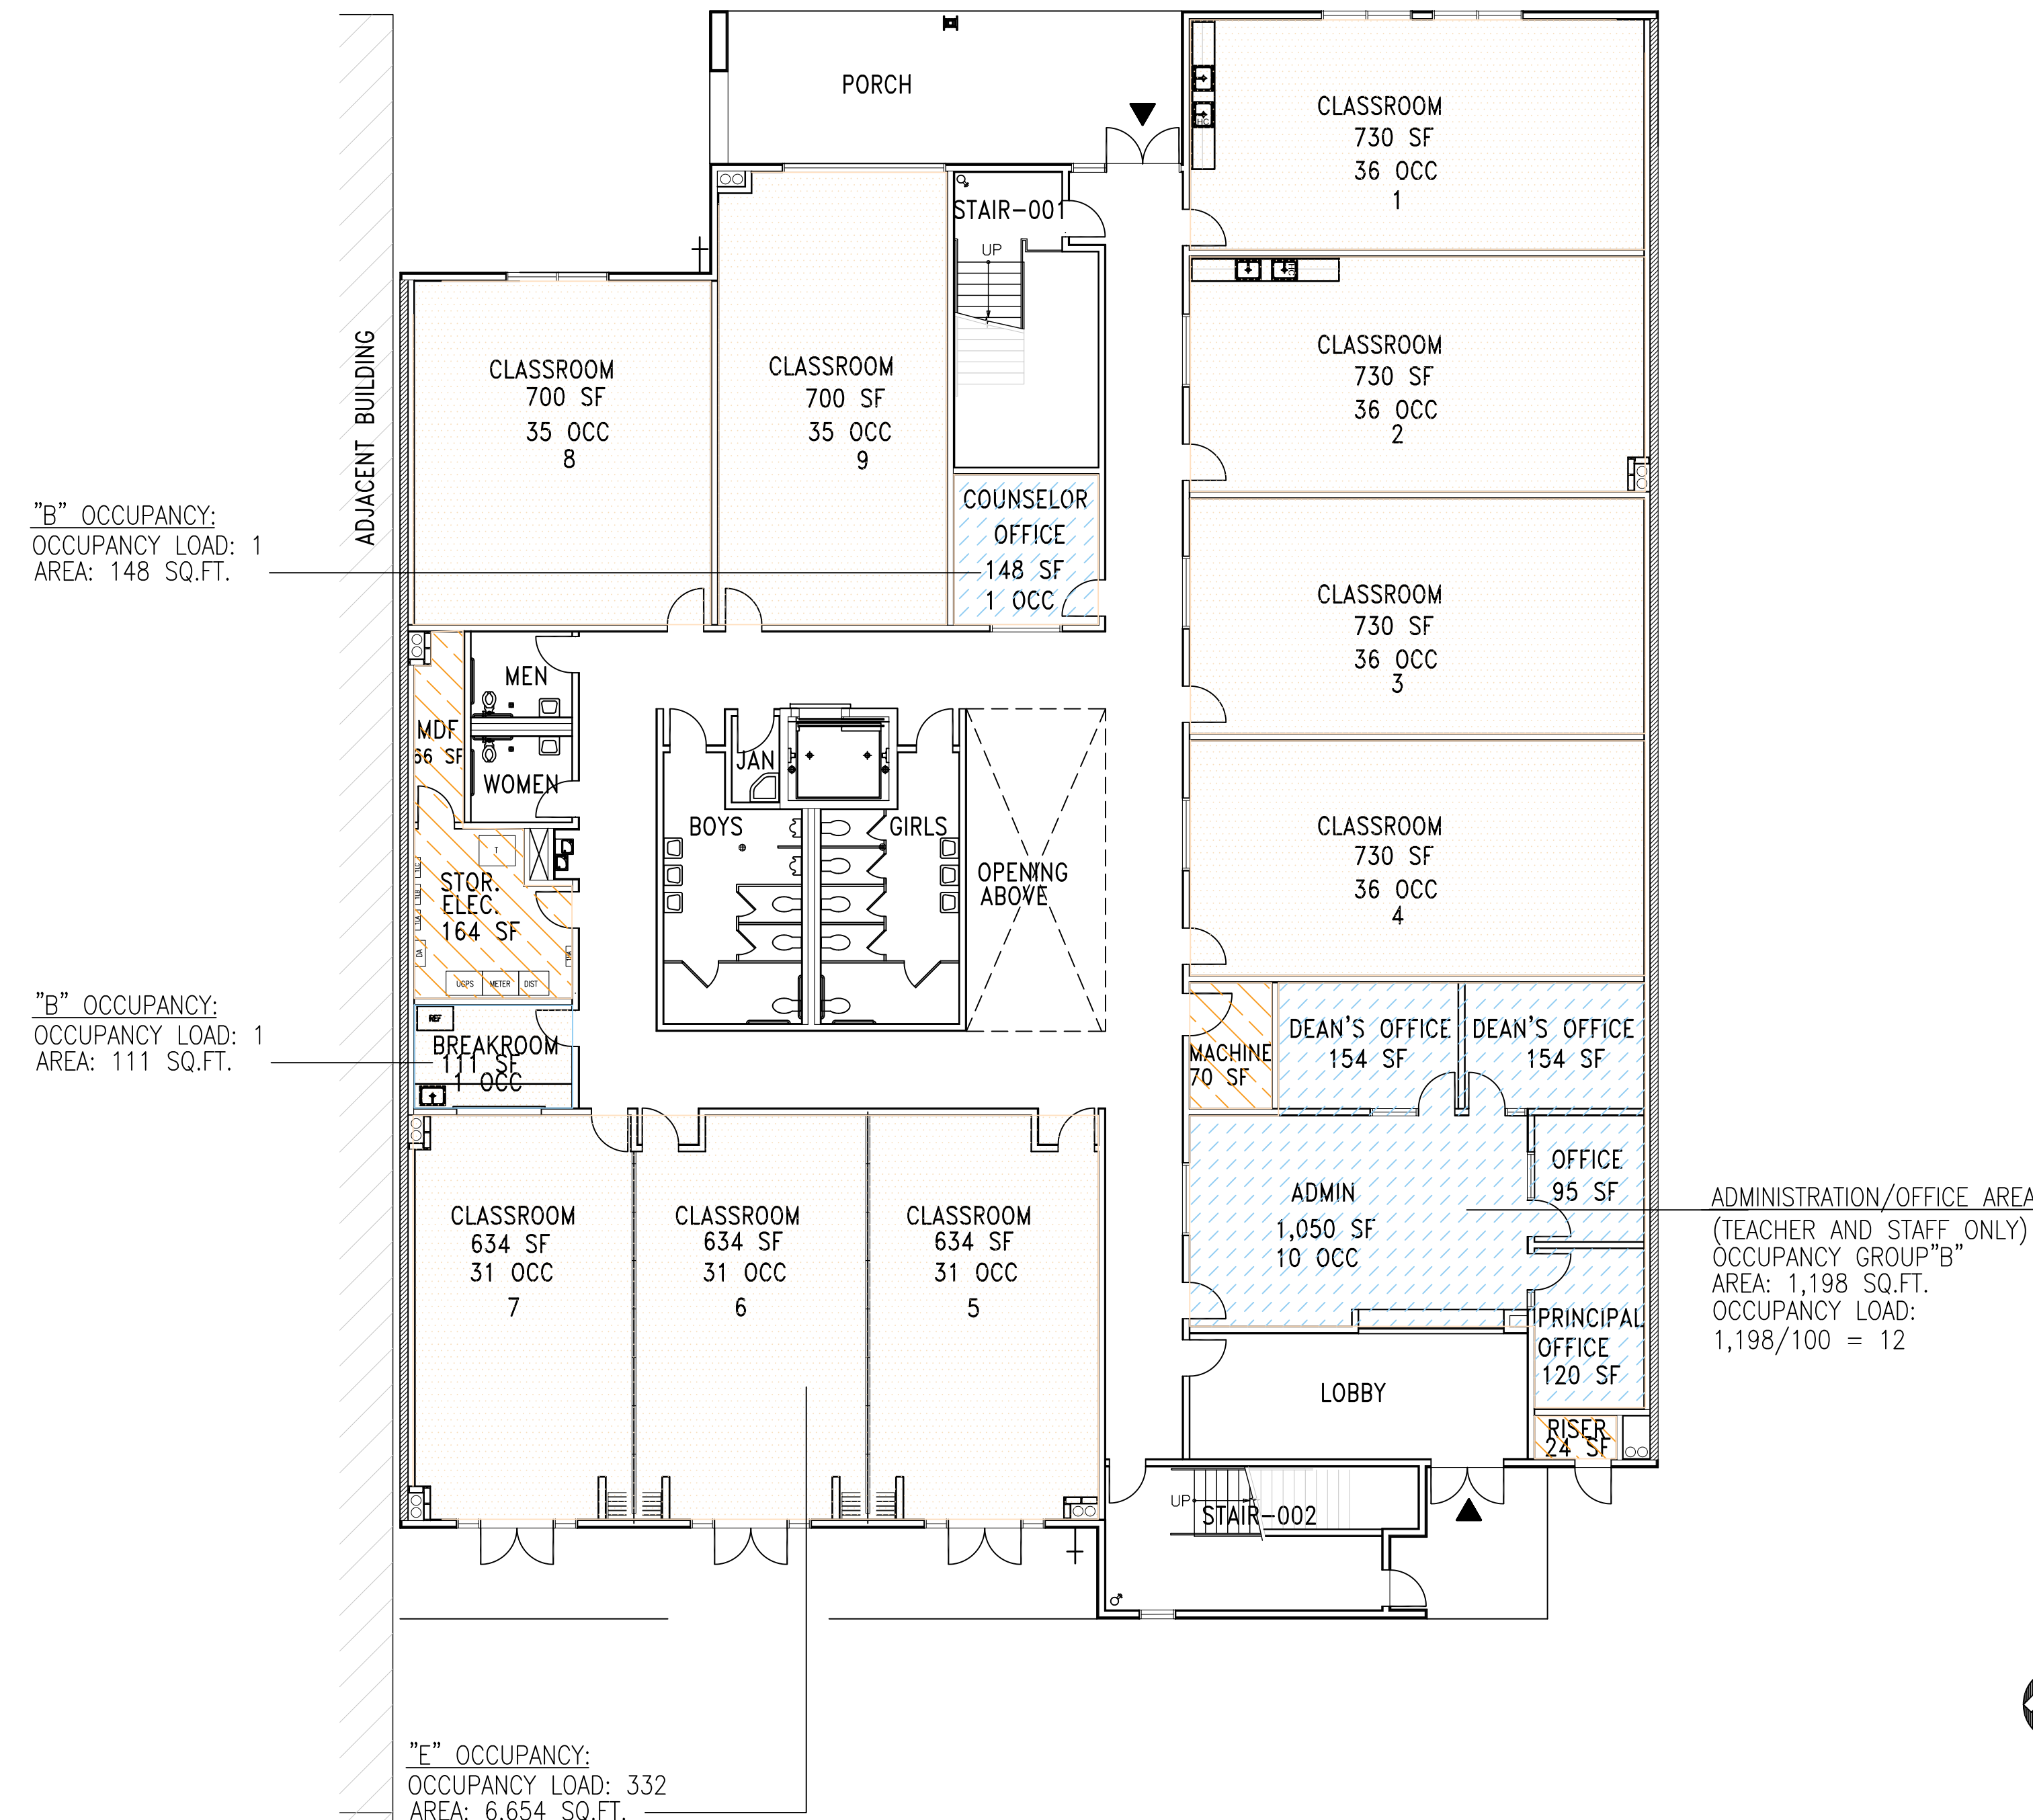 PORCH
CLASSROOM
730 SF
36 OCC
1
HC
STAIR-001
UP
CLASSROOM
730 SF
36 OCC
2
HC
ADJACENT BUILDING
CLASSROOM
700 SF
35 OCC
8
CLASSROOM
700 SF
35 OCC
9
COUNSELOR
OFFICE
148 SF
1 OCC
"B" OCCUPANCY:
OCCUPANCY LOAD: 1
AREA: 148 SQ.FT.
CLASSROOM
730 SF
36 OCC
3
MEN
MDF
66 SF
WOMEN
JAN
BOYS
GIRLS
OPENING
ABOVE
CLASSROOM
730 SF
36 OCC
4
T
STOR.
ELEC.
164 SF
DA
UGPS
METER
DIST
"B" OCCUPANCY:
OCCUPANCY LOAD: 1
AREA: 111 SQ.FT.
REF
BREAKROOM
111 SF
1 OCC
MACHINE
70 SF
DEAN'S OFFICE
154 SF
DEAN'S OFFICE
154 SF
OFFICE
95 SF
ADMIN
1,050 SF
10 OCC
ADMINISTRATION/OFFICE AREA
(TEACHER AND STAFF ONLY)
OCCUPANCY GROUP"B"
AREA: 1,198 SQ.FT.
OCCUPANCY LOAD:
1,198/100 = 12
CLASSROOM
634 SF
31 OCC
7
CLASSROOM
634 SF
31 OCC
6
CLASSROOM
634 SF
31 OCC
5
PRINCIPAL
OFFICE
120 SF
LOBBY
RISER
24 SF
UP
STAIR-002
"E" OCCUPANCY:
OCCUPANCY LOAD: 332
AREA: 6,654 SQ.FT.